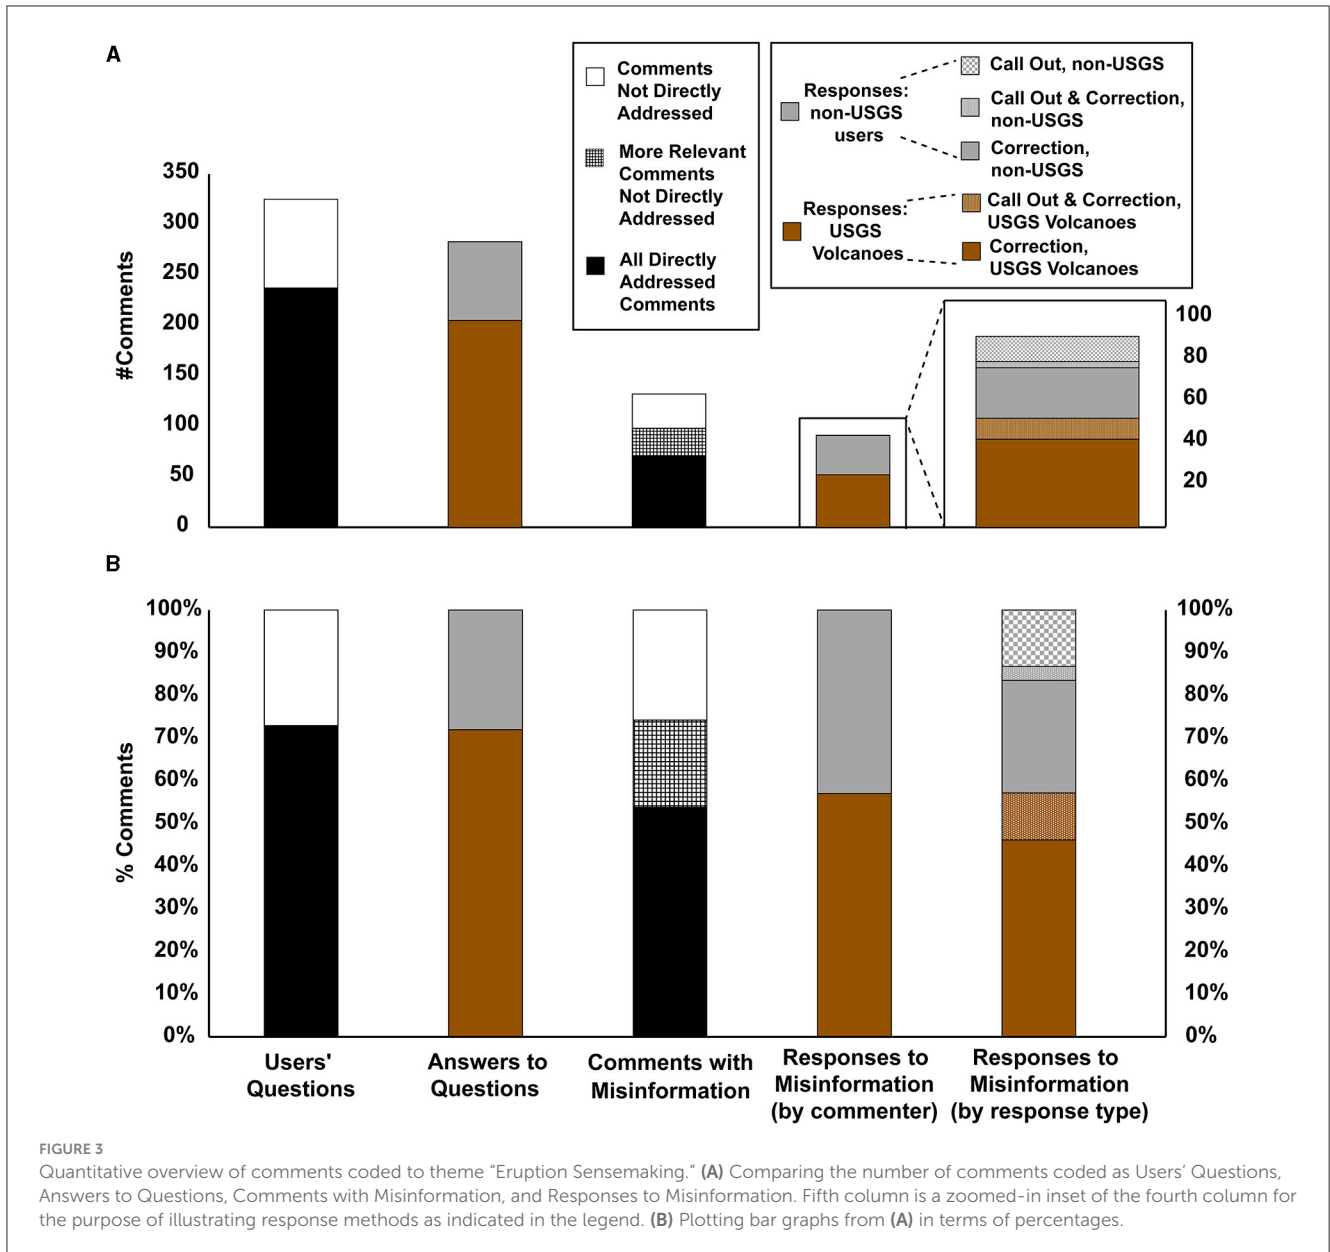 A
Comments
Not Directly
Addressed
More Relevant
Comments
Not Directly
Addressed
All Directly
Addressed
Comments
Responses:
non-USGS
users
Responses:
USGS
Volcanoes
Call Out, non-USGS
Call Out & Correction,
non-USGS
Correction,
non-USGS
Call Out & Correction,
USGS Volcanoes
Correction,
USGS Volcanoes
#Comments
350
300
250
200
150
100
50
0
100
80
60
40
20
B
% Comments
100%
90%
80%
70%
60%
50%
40%
30%
20%
10%
0%
100%
90%
80%
70%
60%
50%
40%
30%
20%
10%
0%
Users'
Questions
Answers to
Questions
Comments with
Misinformation
Responses to
Misinformation
(by commenter)
Responses to
Misinformation
(by response type)
FIGURE 3
Quantitative overview of comments coded to theme “Eruption Sensemaking.” (A) Comparing the number of comments coded as Users’ Questions,
Answers to Questions, Comments with Misinformation, and Responses to Misinformation. Fifth column is a zoomed-in inset of the fourth column for
the purpose of illustrating response methods as indicated in the legend. (B) Plotting bar graphs from (A) in terms of percentages.